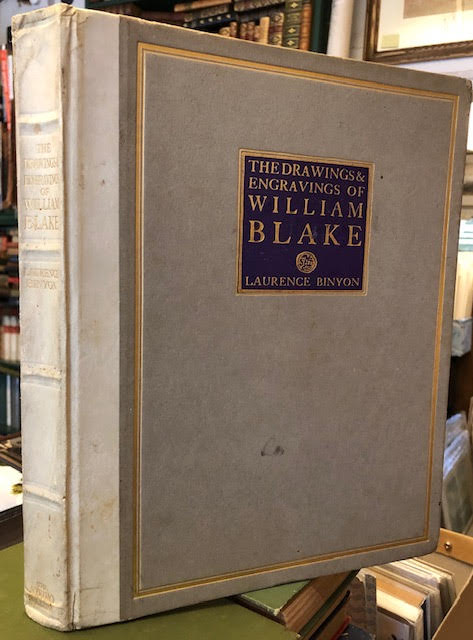 THE DRAWINGS &
ENGRAVINGS OF
WILLIAM
BLAKE
LAURENCE BINYON
THE
DRAWINGS
ENGRAVINGS
OF
WILLIAM
BLAKE
LAURENCE
BINYON